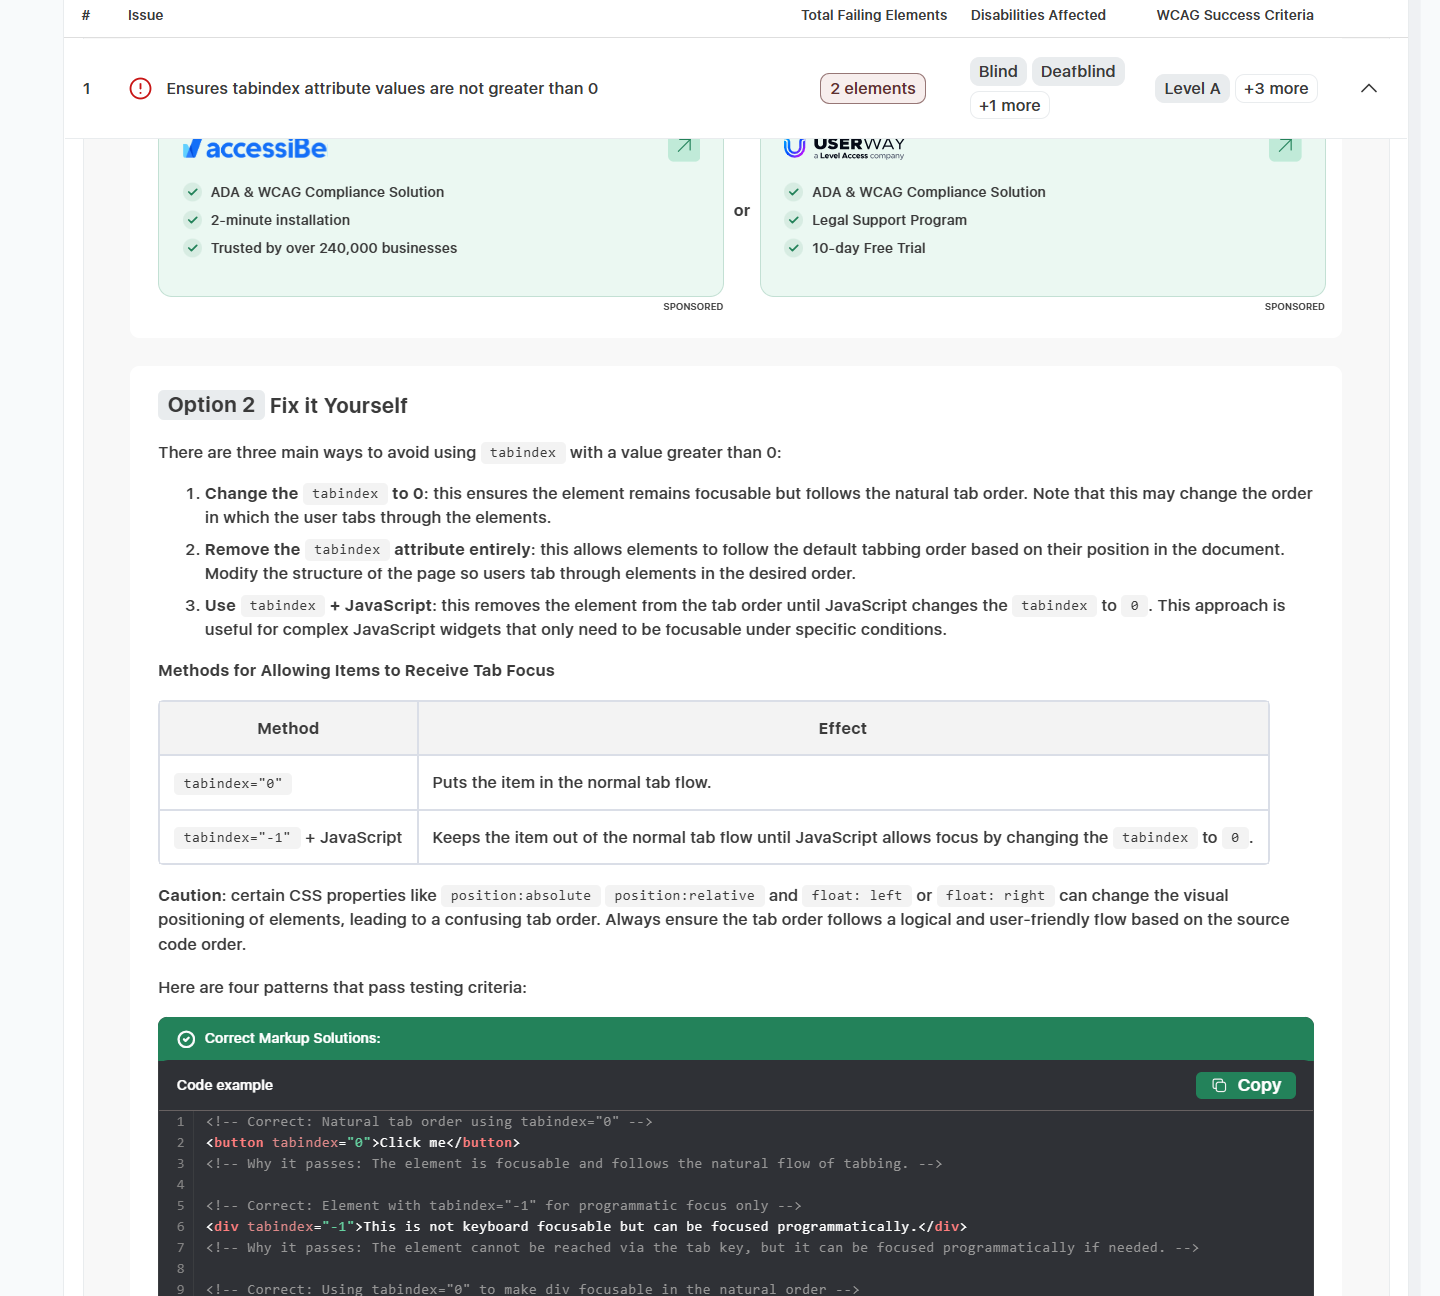 # Issue Total Failing Elements Disabilities Affected WCAG Success Criteria
1 Ensures tabindex attribute values are not greater than 0 2 elements Blind Deafblind +1 more Level A +3 more
accessiBe
ADA & WCAG Compliance Solution
2-minute installation
Trusted by over 240,000 businesses
SPONSORED
or
USERWAY
a Level Access company
ADA & WCAG Compliance Solution
Legal Support Program
10-day Free Trial
SPONSORED
Option 2 Fix it Yourself
There are three main ways to avoid using tabindex with a value greater than 0:
1. Change the tabindex to 0: this ensures the element remains focusable but follows the natural tab order. Note that this may change the order
in which the user tabs through the elements.
2. Remove the tabindex attribute entirely: this allows elements to follow the default tabbing order based on their position in the document.
Modify the structure of the page so users tab through elements in the desired order.
3. Use tabindex + JavaScript: this removes the element from the tab order until JavaScript changes the tabindex to 0 . This approach is
useful for complex JavaScript widgets that only need to be focusable under specific conditions.
Methods for Allowing Items to Receive Tab Focus
Method Effect
tabindex="0" Puts the item in the normal tab flow.
tabindex="-1" + JavaScript Keeps the item out of the normal tab flow until JavaScript allows focus by changing the tabindex to 0 .
Caution: certain CSS properties like position:absolute position:relative and float: left or float: right can change the visual
positioning of elements, leading to a confusing tab order. Always ensure the tab order follows a logical and user-friendly flow based on the source
code order.
Here are four patterns that pass testing criteria:
Correct Markup Solutions:
Code example Copy
1 <!-- Correct: Natural tab order using tabindex="0" -->
2 <button tabindex="0">Click me</button>
3 <!-- Why it passes: The element is focusable and follows the natural flow of tabbing. -->
4
5 <!-- Correct: Element with tabindex="-1" for programmatic focus only -->
6 <div tabindex="-1">This is not keyboard focusable but can be focused programmatically.</div>
7 <!-- Why it passes: The element cannot be reached via the tab key, but it can be focused programmatically if needed. -->
8
9 <!-- Correct: Using tabindex="0" to make div focusable in the natural order -->